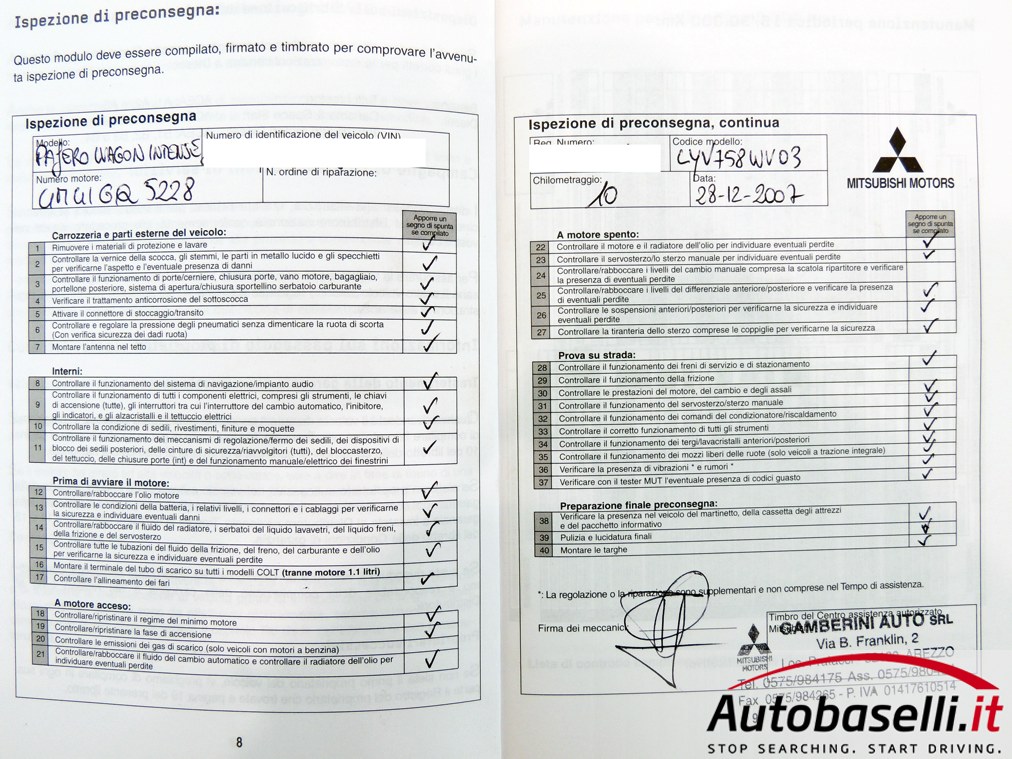 Ispezione di preconsegna:
Questo modulo deve essere compilato, firmato e timbrato per comprovare l'avvenu-
ta ispezione di preconsegna.
Ispezione di preconsegna
Modello:
PAJERO WAGON INTENSE
Numero di identificazione del veicolo (VIN)
Numero motore:
5228
N. ordine di riparazione:
Apporre un
segno di spunta
se compilato
Carrozzeria e parti esterne del veicolo:
1 Rimuovere i materiali di protezione e lavare ✓
2 Controllare la vernice della scocca, gli stemmi, le parti in metallo lucido e gli specchietti
per verificarne l'aspetto e l'eventuale presenza di danni ✓
3 Controllare il funzionamento di porte/cerniere, chiusura porte, vano motore, bagagliaio,
portellone posteriore, sistema di apertura/chiusura sportellino serbatoio carburante ✓
4 Verificare il trattamento anticorrosione del sottoscocca ✓
5 Attivare il connettore di stoccaggio/transito ✓
6 Controllare e regolare la pressione degli pneumatici senza dimenticare la ruota di scorta
(Con verifica sicurezza dei dadi ruota) ✓
7 Montare l'antenna nel tetto ✓
Interni:
8 Controllare il funzionamento del sistema di navigazione/impianto audio ✓
9 Controllare il funzionamento di tutti i componenti elettrici, compresi gli strumenti, le chiavi
di accensione (tutte), gli interruttori tra cui l'interruttore del cambio automatico, l'inibitore,
gli indicatori, e gli alzacristalli e il tettuccio elettrici ✓
10 Controllare la condizione di sedili, rivestimenti, finiture e moquette ✓
11 Controllare il funzionamento dei meccanismi di regolazione/fermo dei sedili, dei dispositivi di
blocco dei sedili posteriori, delle cinture di sicurezza/riavvolgitori (tutti), del bloccasterzo,
del tettuccio, delle chiusure porte (int) e del funzionamento manuale/elettrico dei finestrini ✓
Prima di avviare il motore:
12 Controllare/rabboccare l'olio motore ✓
13 Controllare le condizioni della batteria, i relativi livelli, i connettori e i cablaggi per verificarne
la sicurezza e individuare eventuali danni ✓
14 Controllare/rabboccare il fluido del radiatore, i serbatoi del liquido lavavetri, del liquido freni,
della frizione e del servosterzo ✓
15 Controllare tutte le tubazioni del fluido della frizione, del freno, del carburante e dell'olio
per verificarne la sicurezza e individuare eventuali perdite ✓
16 Montare il terminale del tubo di scarico su tutti i modelli COLT (tranne motore 1.1 litri)
17 Controllare l'allineamento dei fari ✓
A motore acceso:
18 Controllare/ripristinare il regime del minimo motore ✓
19 Controllare/ripristinare la fase di accensione ✓
20 Controllare le emissioni dei gas di scarico (solo veicoli con motori a benzina)
21 Controllare/rabboccare il fluido del cambio automatico e controllare il radiatore dell'olio per
individuare eventuali perdite ✓
8
Ispezione di preconsegna, continua
Reg. Numero:
Codice modello:
Chilometraggio:
10
Data:
28-12-2007
MITSUBISHI MOTORS
Apporre un
segno di spunta
se compilato
A motore spento:
22 Controllare il motore e il radiatore dell'olio per individuare eventuali perdite ✓
23 Controllare il servosterzo/lo sterzo manuale per individuare eventuali perdite ✓
24 Controllare/rabboccare i livelli del cambio manuale compresa la scatola ripartitore e verificare
la presenza di eventuali perdite
25 Controllare/rabboccare i livelli del differenziale anteriore/posteriore e verificare la presenza
di eventuali perdite ✓
26 Controllare le sospensioni anteriori/posteriori per verificarne la sicurezza e individuare
eventuali perdite ✓
27 Controllare la tiranteria dello sterzo comprese le coppiglie per verificarne la sicurezza ✓
Prova su strada:
28 Controllare il funzionamento dei freni di servizio e di stazionamento ✓
29 Controllare il funzionamento della frizione
30 Controllare le prestazioni del motore, del cambio e degli assali ✓
31 Controllare il funzionamento del servosterzo/sterzo manuale ✓
32 Controllare il funzionamento dei comandi del condizionatore/riscaldamento ✓
33 Controllare il corretto funzionamento di tutti gli strumenti ✓
34 Controllare il funzionamento dei tergi/lavacristalli anteriori/posteriori ✓
35 Controllare il funzionamento dei mozzi liberi delle ruote (solo veicoli a trazione integrale) ✓
36 Verificare la presenza di vibrazioni * e rumori * ✓
37 Verificare con il tester MUT l'eventuale presenza di codici guasto ✓
Preparazione finale preconsegna:
38 Verificare la presenza nel veicolo del martinetto, della cassetta degli attrezzi
e del pacchetto informativo ✓
39 Pulizia e lucidatura finali ✓
40 Montare le targhe ✓
*: La regolazione o la riparazione sono supplementari e non comprese nel Tempo di assistenza.
Firma dei meccanici:
Timbro del Centro assistenza autorizzato
GAMBERINI AUTO SRL
Via B. Franklin, 2
AREZZO
MITSUBISHI
MOTORS
Tel. 0575/984175 Ass.
Fax 0575/984265 - P. IVA 01417610514
Autobaselli.it
STOP SEARCHING. START DRIVING.